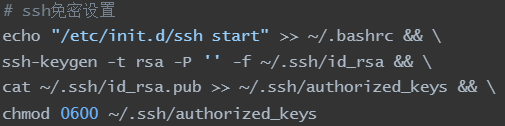 # ssh免密设置
echo "/etc/init.d/ssh start" >> ~/.bashrc && \
ssh-keygen -t rsa -P '' -f ~/.ssh/id_rsa && \
cat ~/.ssh/id_rsa.pub >> ~/.ssh/authorized_keys && \
chmod 0600 ~/.ssh/authorized_keys